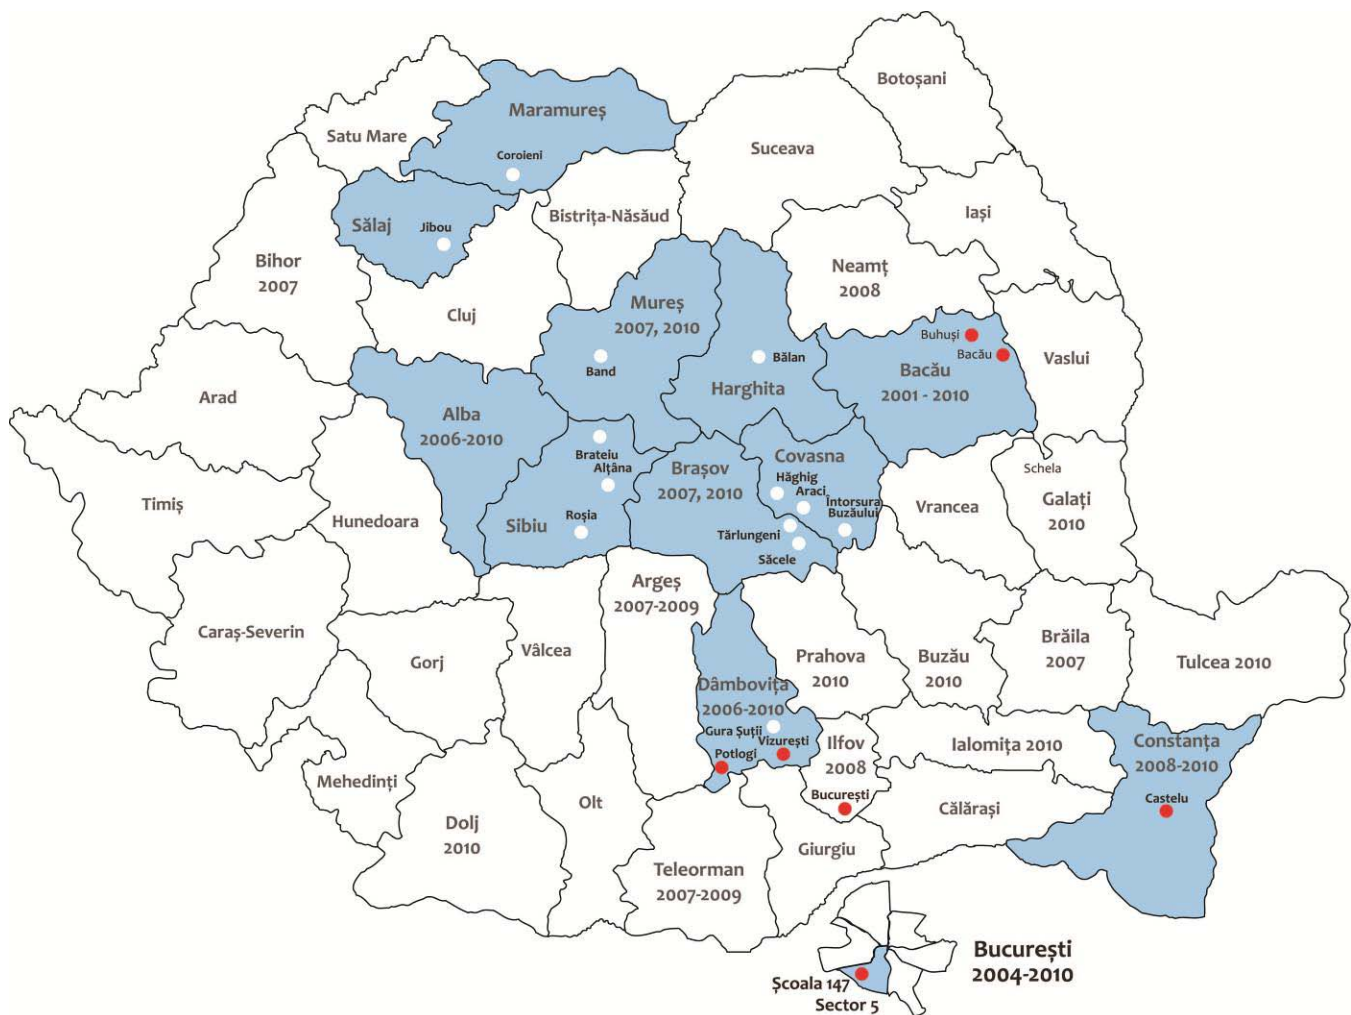 Botoșani
Maramureș
Satu Mare
Suceava
Coroieni
Iași
Bistrița-Năsăud
Sălaj
Jibou
Bihor
2007
Neamț
2008
Mureș
2007, 2010
Cluj
Buhuși
Bacău
Vaslui
Bălan
Band
Bacău
2001 - 2010
Harghita
Arad
Alba
2006-2010
Brateiu
Alțâna
Covasna
Brașov
2007, 2010
Hăghig
Araci
Schela
Galați
2010
Timiș
Întorsura
Buzăului
Vrancea
Hunedoara
Sibiu
Roșia
Tărlungeni
Săcele
Argeș
2007-2009
Caraș-Severin
Gorj
Vâlcea
Prahova
2010
Buzău
2010
Brăila
2007
Tulcea 2010
Dâmbovița
2006-2010
Gura Șuții
Vizurești
Potlogi
Ilfov
2008
Ialomița 2010
Constanța
2008-2010
Mehedinți
București
Castelu
Olt
Călărași
Dolj
2010
Giurgiu
Teleorman
2007-2009
București
2004-2010
Școala 147
Sector 5